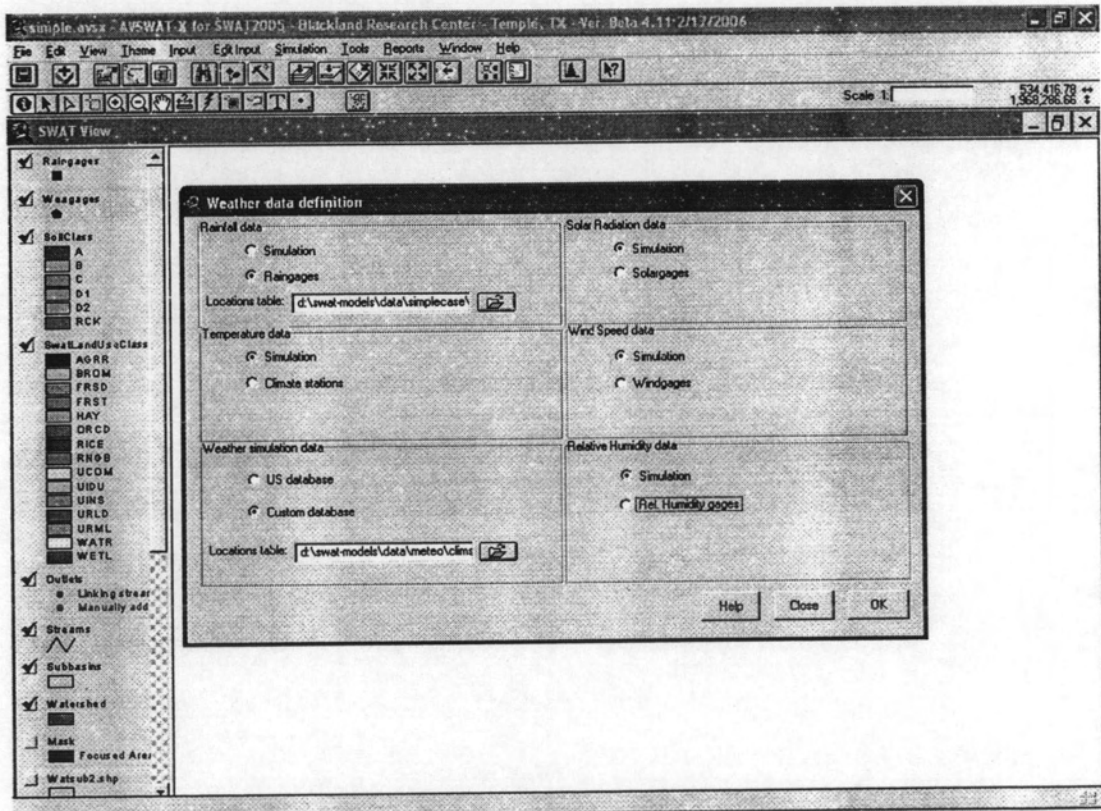 simple.avsx - AVSWAT-X for SWAT2005 - Blackland Research Center - Temple, TX - Ver. Beta 4.11:2/17/2006
File Edit View Theme Input Edit Input Simulation Tools Reports Window Help
Scale 1:
534,416.78
1,968,286.66
SWAT View
Raingages
Weagages
SoilClass
A
B
C
D1
D2
RCK
SwatLandUseClass
AGRR
BROM
FRSD
FRST
HAY
ORCD
RICE
RNGB
UCOM
UIDU
UINS
URLD
URML
WATR
WETL
Outlets
Linking strear
Manually add
Streams
Subbasins
Watershed
Mask
Focused Area
Watsub2.shp
Weather data definition
Rainfall data
Simulation
Raingages
Locations table: d:\swat-models\data\simplecase\
Temperature data
Simulation
Climate stations
Weather simulation data
US database
Custom database
Locations table: d:\swat-models\data\meteo\clims
Solar Radiation data
Simulation
Solargages
Wind Speed data
Simulation
Windgages
Relative Humidity data
Simulation
Rel. Humidity gages
Help Close OK